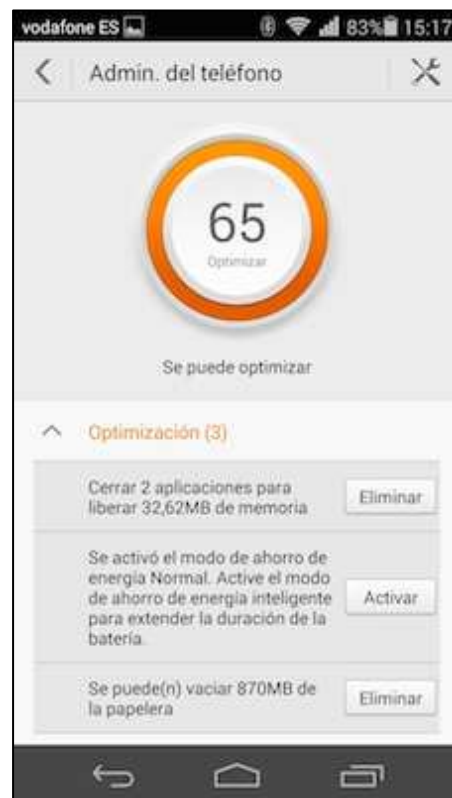 vodafone ES 83% 15:17
Admin. del teléfono
65
Optimizar
Se puede optimizar
Optimización (3)
Cerrar 2 aplicaciones para
liberar 32,62MB de memoria
Eliminar
Se activó el modo de ahorro de
energía Normal. Active el modo
de ahorro de energía inteligente
para extender la duración de la
batería.
Activar
Se puede(n) vaciar 870MB de
la papelera
Eliminar